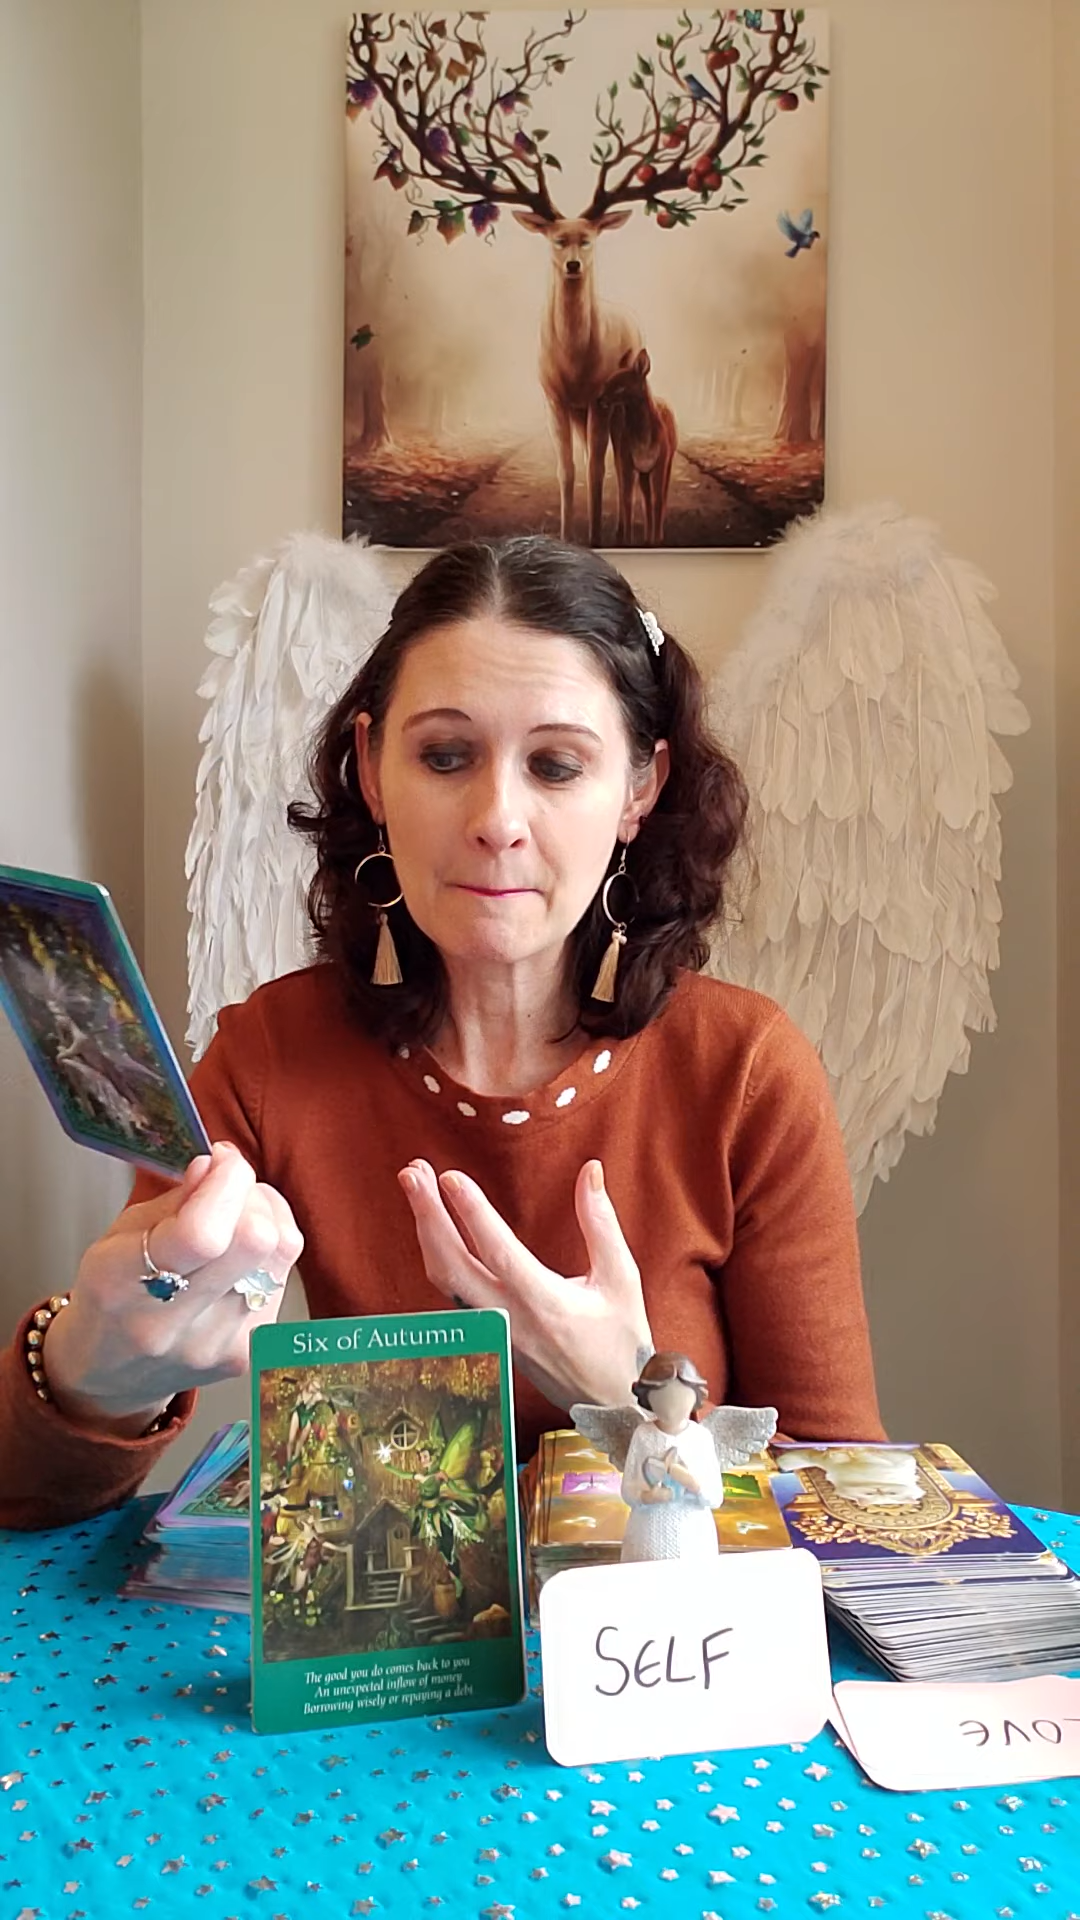 Six of Autumn
The good you do comes back to you
An unexpected inflow of money
Borrowing wisely or repaying a debt
SELF
LOVE